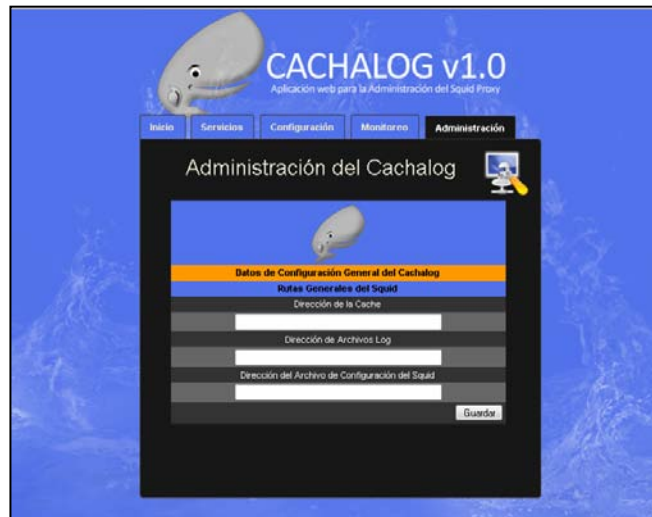 CACHALOG v1.0
Aplicación web para la Administración del Squid Proxy
Inicio Servicios Configuración Monitoreo Administración
Administración del Cachalog
Datos de Configuración General del Cachalog
Rutas Generales del Squid
Dirección de la Cache
Dirección de Archivos Log
Dirección del Archivo de Configuración del Squid
Guardar